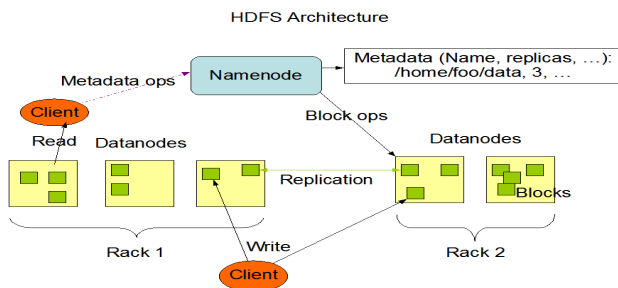 HDFS Architecture
Metadata (Name, replicas, …):
/home/foo/data, 3, …
Namenode
Metadata ops
Client
Block ops
Read
Datanodes
Datanodes
Replication
Blocks
Rack 1
Write
Rack 2
Client